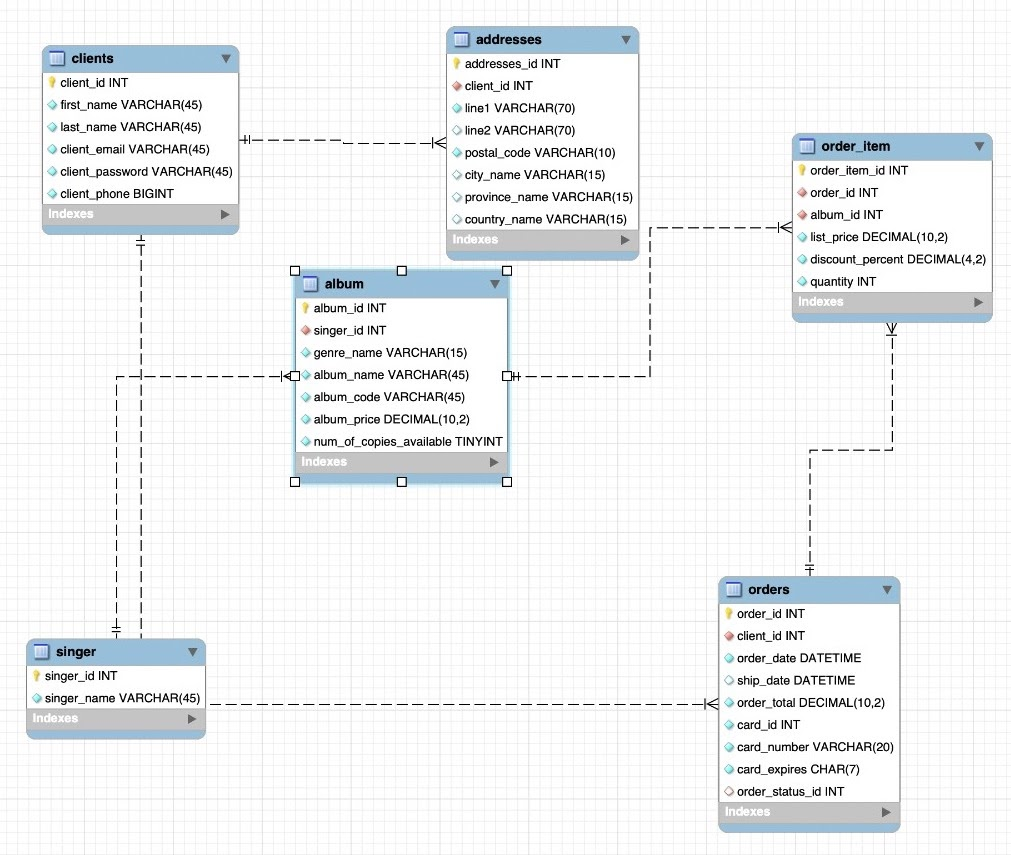 clients
client_id INT
first_name VARCHAR(45)
last_name VARCHAR(45)
client_email VARCHAR(45)
client_password VARCHAR(45)
client_phone BIGINT
Indexes
addresses
addresses_id INT
client_id INT
line1 VARCHAR(70)
line2 VARCHAR(70)
postal_code VARCHAR(10)
city_name VARCHAR(15)
province_name VARCHAR(15)
country_name VARCHAR(15)
Indexes
order_item
order_item_id INT
order_id INT
album_id INT
list_price DECIMAL(10,2)
discount_percent DECIMAL(4,2)
quantity INT
Indexes
album
album_id INT
singer_id INT
genre_name VARCHAR(15)
album_name VARCHAR(45)
album_code VARCHAR(45)
album_price DECIMAL(10,2)
num_of_copies_available TINYINT
Indexes
singer
singer_id INT
singer_name VARCHAR(45)
Indexes
orders
order_id INT
client_id INT
order_date DATETIME
ship_date DATETIME
order_total DECIMAL(10,2)
card_id INT
card_number VARCHAR(20)
card_expires CHAR(7)
order_status_id INT
Indexes